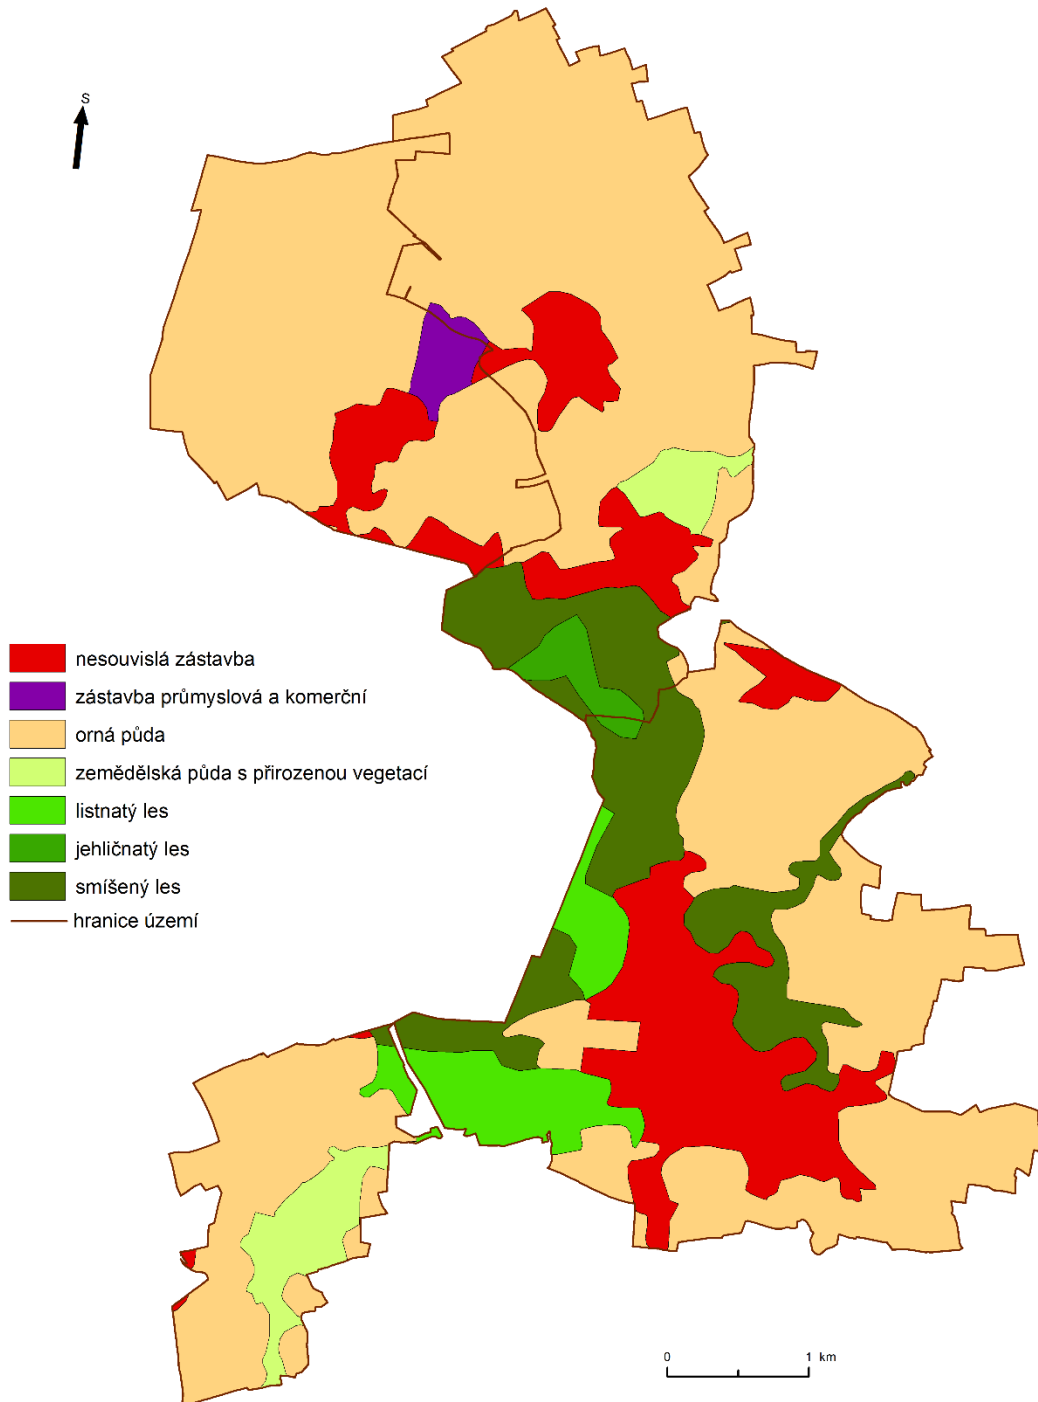 S
nesouvislá zástavba
zástavba průmyslová a komerční
orná půda
zemědělská půda s přirozenou vegetací
listnatý les
jehličnatý les
smíšený les
hranice území
0 1 km